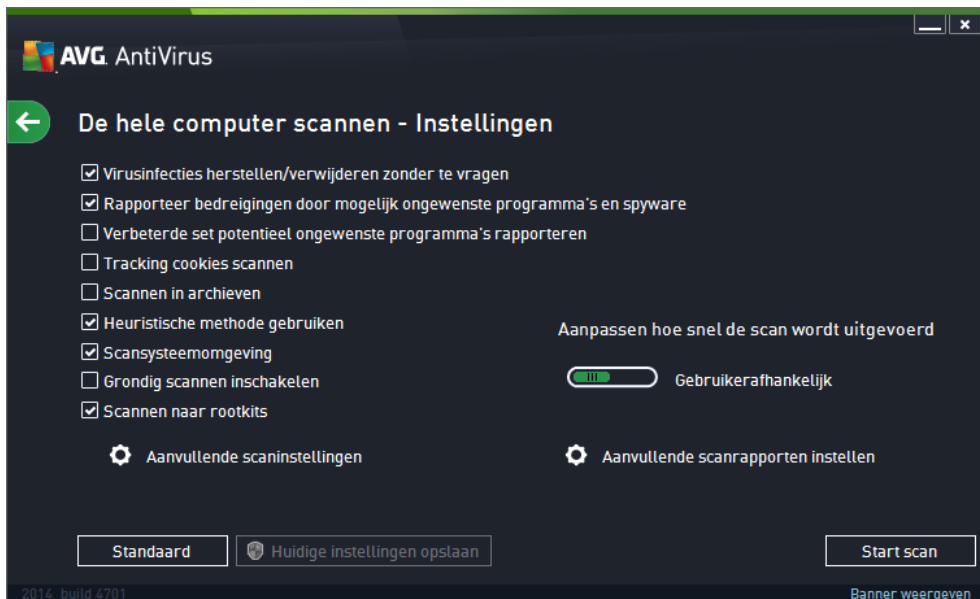 AVG. AntiVirus
De hele computer scannen - Instellingen
Virusinfecties herstellen/verwijderen zonder te vragen
Rapporteer bedreigingen door mogelijk ongewenste programma's en spyware
Verbeterde set potentieel ongewenste programma's rapporteren
Tracking cookies scannen
Scannen in archieven
Heuristische methode gebruiken
Scansysteemomgeving
Grondig scannen inschakelen
Scannen naar rootkits
Aanpassen hoe snel de scan wordt uitgevoerd
Gebruikerafhankelijk
Aanvullende scaninstellingen
Aanvullende scanrapporten instellen
Standaard
Huidige instellingen opslaan
Start scan
2014 build 4701
Banner weergeven